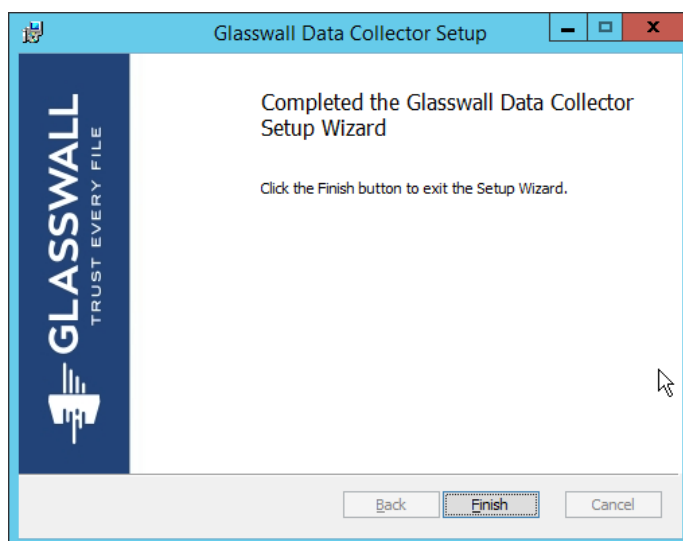 Glasswall Data Collector Setup
x
GLASSWALL
TRUST EVERY FILE
Completed the Glasswall Data Collector
Setup Wizard
Click the Finish button to exit the Setup Wizard.
Back
Finish
Cancel